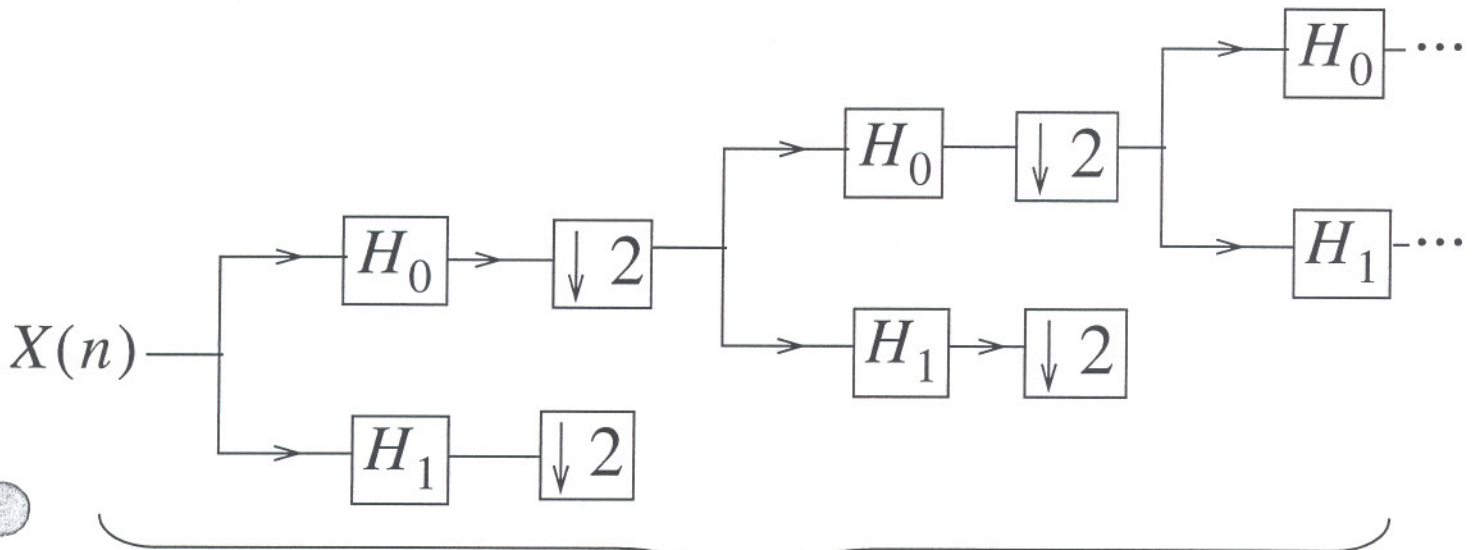 H₀ ...
H₀ ↓ 2
H₁ ...
H₀ ↓ 2
H₁ ↓ 2
X(n)
H₁ ↓ 2